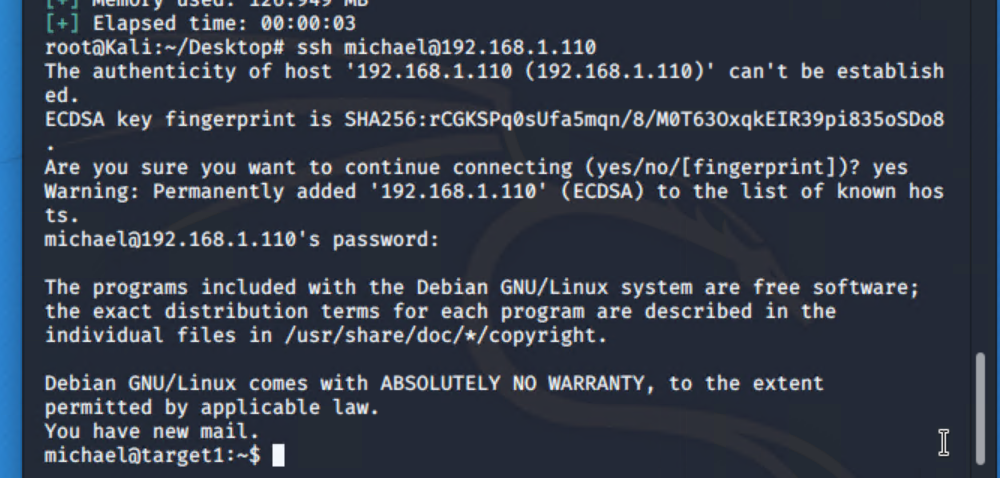 [+] Memory used: 126.949 MB
[+] Elapsed time: 00:00:03
root@Kali:~/Desktop# ssh michael@192.168.1.110
The authenticity of host '192.168.1.110 (192.168.1.110)' can't be establish
ed.
ECDSA key fingerprint is SHA256:rCGKSPq0sUfa5mqn/8/M0T63OxqkEIR39pi835oSDo8
.
Are you sure you want to continue connecting (yes/no/[fingerprint])? yes
Warning: Permanently added '192.168.1.110' (ECDSA) to the list of known hos
ts.
michael@192.168.1.110's password:
The programs included with the Debian GNU/Linux system are free software;
the exact distribution terms for each program are described in the
individual files in /usr/share/doc/*/copyright.
Debian GNU/Linux comes with ABSOLUTELY NO WARRANTY, to the extent
permitted by applicable law.
You have new mail.
michael@target1:~$